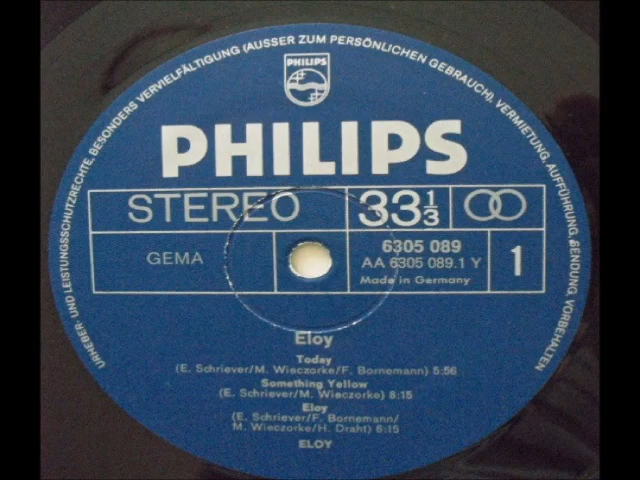 URHEBER- UND LEISTUNGSSCHUTZRECHTE, BESONDERS VERVIELFÄLTIGUNG (AUSSER ZUM PERSÖNLICHEN GEBRAUCH), VERMIETUNG, AUFFÜHRUNG, SENDUNG, VORBEHALTEN
PHILIPS
PHILIPS
STEREO 33⅓
GEMA
6305 089
AA 6305 089.1 Y
Made in Germany
1
Eloy
Today
(E. Schriever/M. Wieczorke/F. Bornemann) 5:56
Something Yellow
(E. Schriever/M. Wieczorke) 8:15
Eloy
(E. Schriever/F. Bornemann/
M. Wieczorke/H. Draht) 6:15
ELOY